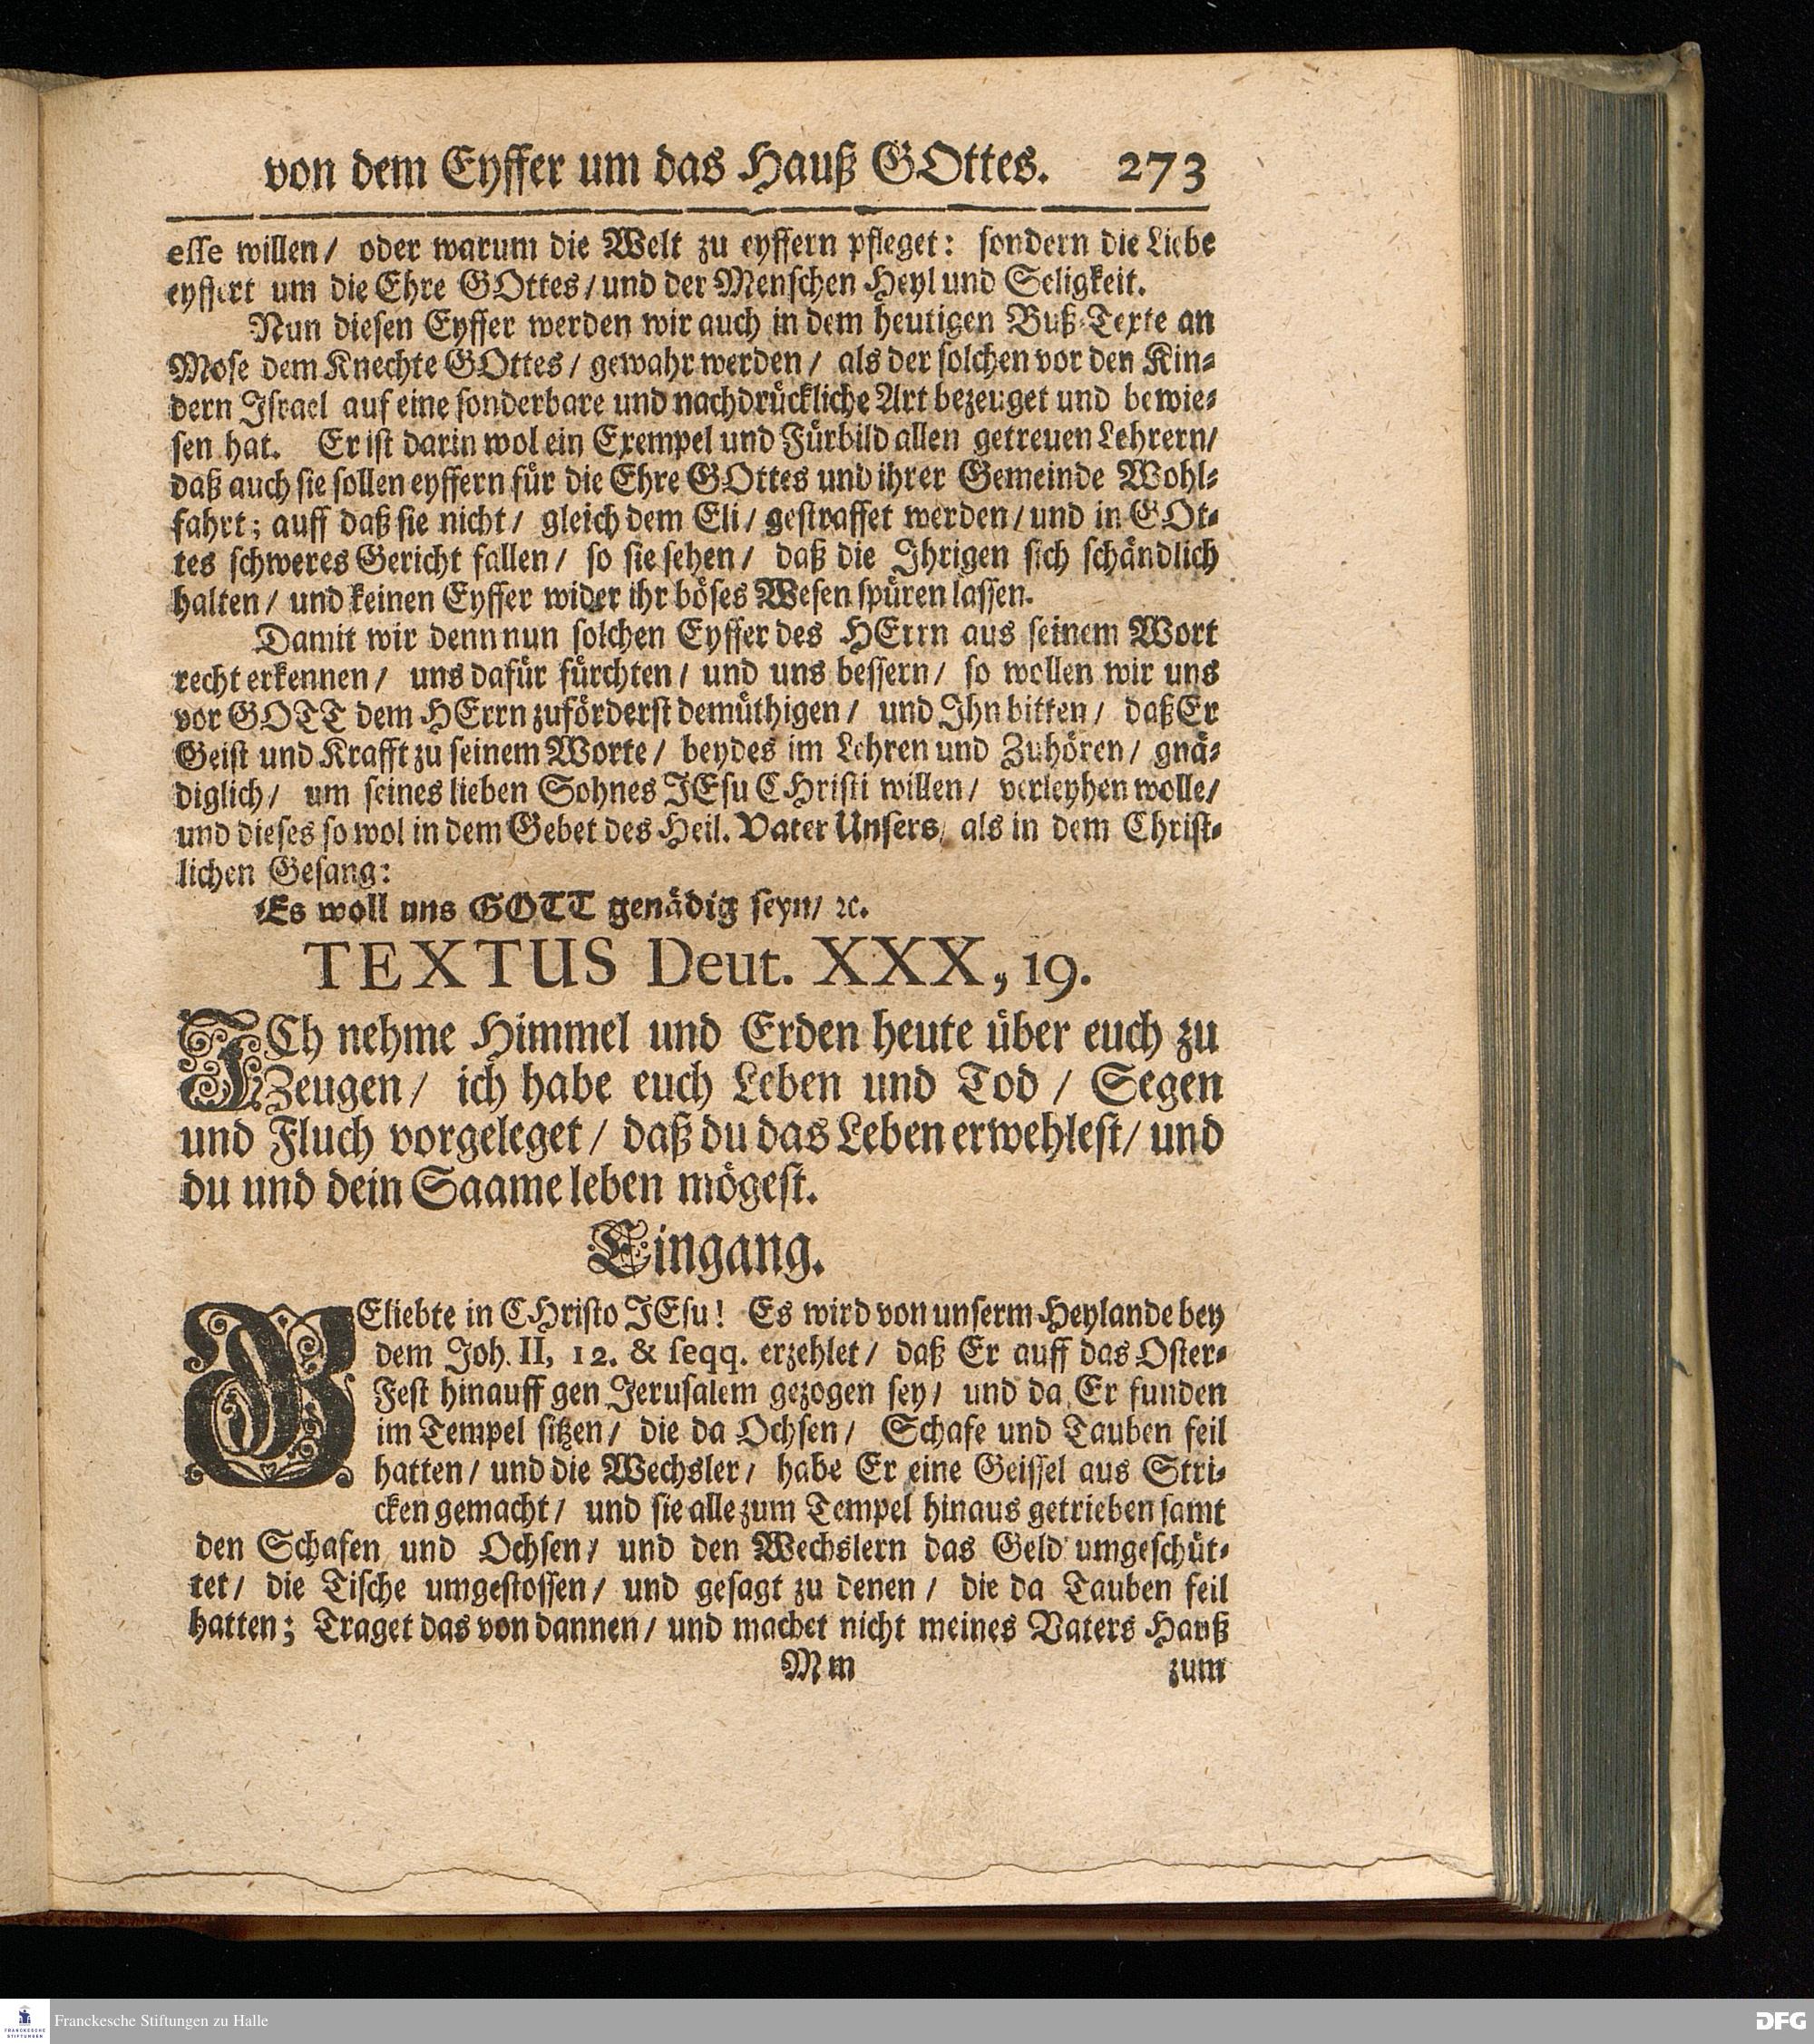 von dem Eyffer um das Hauß GOttes. 273
esse willen/ oder warum die Welt zu eyffern pfleget: sondern die Liebe
eyffert um die Ehre GOttes/ und der Menschen Heyl und Seligkeit.
Nun diesen Eyffer werden wir auch in dem heutigen Buß-Texte an
Mose dem Knechte GOttes/ gewahr werden/ als der solchen vor den Kin-
dern Israel auf eine sonderbare und nachdrückliche Art bezeuget und bewie-
sen hat. Er ist darin wol ein Exempel und Fürbild allen getreuen Lehrern/
daß auch sie sollen eyffern für die Ehre GOttes und ihrer Gemeinde Wohl-
fahrt; auff daß sie nicht/ gleich dem Eli/ gestraffet werden/ und in GOt-
tes schweres Gericht fallen/ so sie sehen/ daß die Ihrigen sich schändlich
halten/ und keinen Eyffer wider ihr böses Wesen spüren lassen.
Damit wir denn nun solchen Eyffer des HErrn aus seinem Wort
recht erkennen/ uns dafür fürchten/ und uns bessern/ so wollen wir uns
vor GOTT dem HErrn zuförderst demüthigen/ und Ihn bitten/ daß Er
Geist und Krafft zu seinem Worte/ beydes im Lehren und Zuhören/ gnä-
diglich/ um seines lieben Sohnes JEsu CHristi willen/ verleyhen wolle/
und dieses so wol in dem Gebet des Heil. Vater Unsers/ als in dem Christ-
lichen Gesang:
Es woll uns GOTT genädig seyn/ ꝛc.
TEXTUS Deut. XXX, 19.
ICh nehme Himmel und Erden heute über euch zu
Zeugen/ ich habe euch Leben und Tod/ Segen
und Fluch vorgeleget/ daß du das Leben erwehlest/ und
du und dein Saame leben mögest.
Eingang.
GEliebte in CHristo JEsu! Es wird von unserm Heylande bey
dem Joh. II, 12. & seqq. erzehlet/ daß Er auff das Oster-
Fest hinauff gen Jerusalem gezogen sey/ und da Er funden
im Tempel sitzen/ die da Ochsen/ Schafe und Tauben feil
hatten/ und die Wechsler/ habe Er eine Geissel aus Stri-
cken gemacht/ und sie alle zum Tempel hinaus getrieben samt
den Schafen und Ochsen/ und den Wechslern das Geld umgeschüt-
tet/ die Tische umgestossen/ und gesagt zu denen/ die da Tauben feil
hatten; Traget das von dannen/ und machet nicht meines Vaters Hauß
Mm zum
FRANCKESCHE STIFTUNGEN
Franckesche Stiftungen zu Halle
DFG